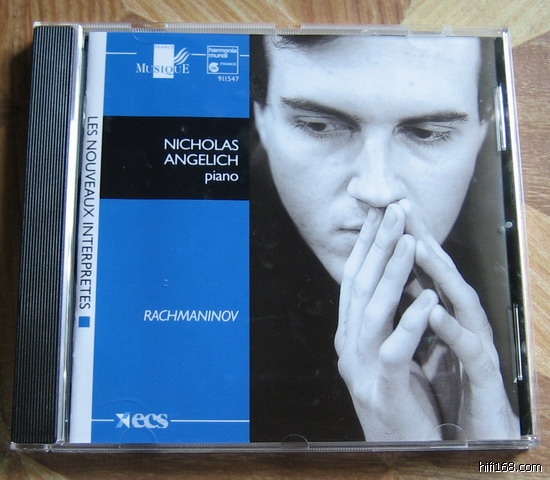 LES NOUVEAUX INTERPRETES
FRANCE
MUSIQUE
harmonia
mundi
FRANCE
911547
NICHOLAS
ANGELICH
piano
RACHMANINOV
ecs
hifi168.com